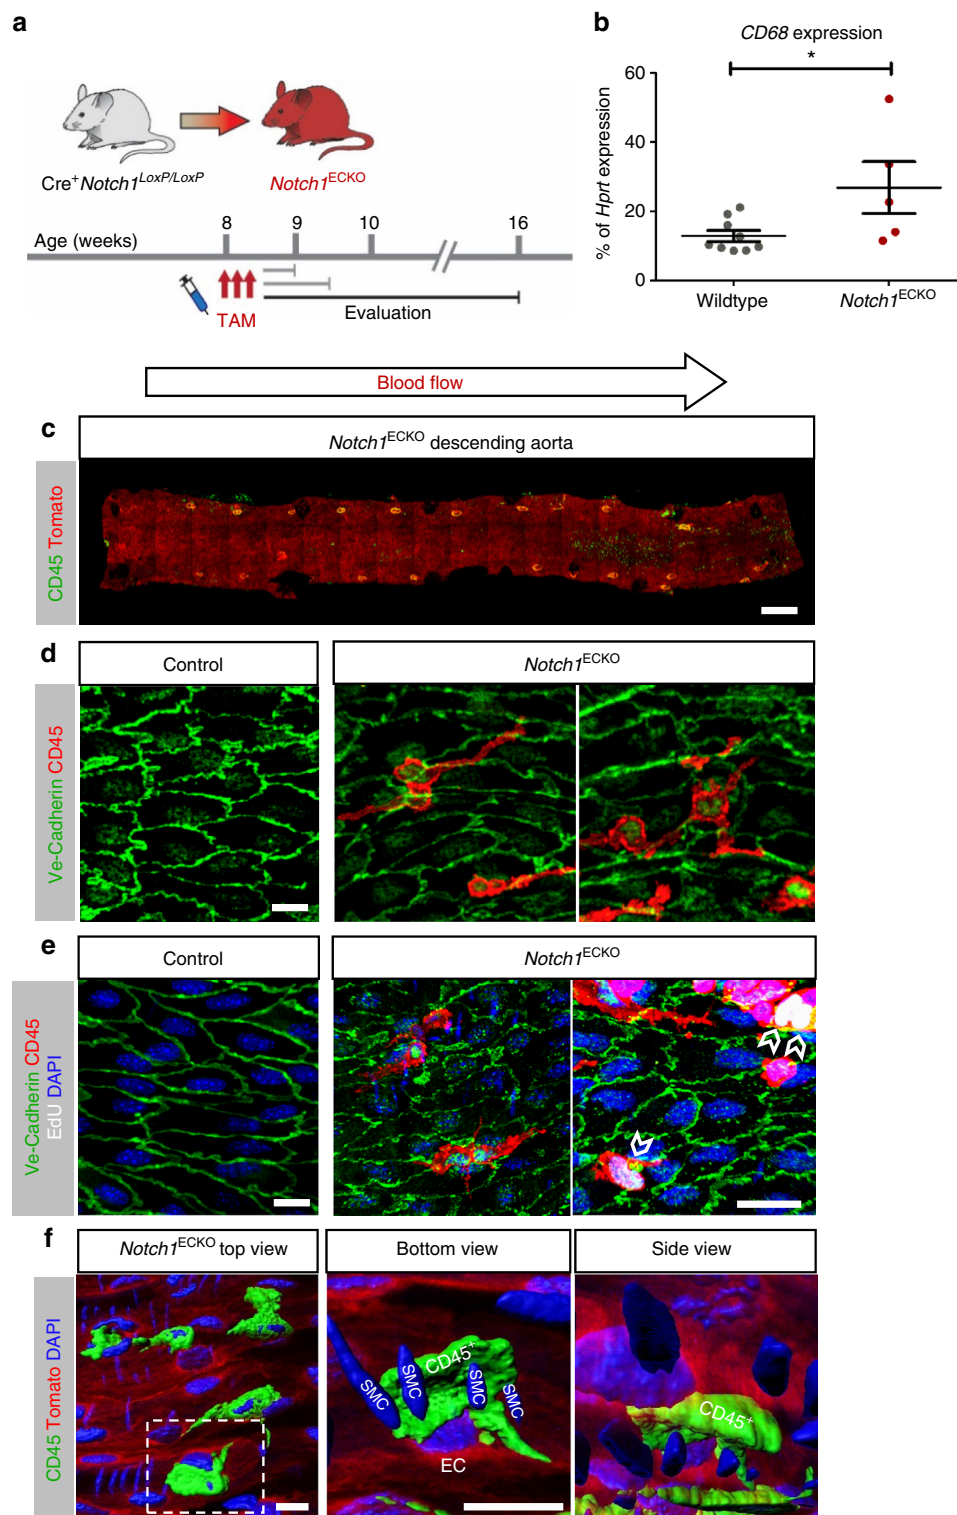 a
Cre+Notch1LoxP/LoxP
Notch1ECKO
Age (weeks)
8
9
10
16
TAM
Evaluation
b
CD68 expression
*
% of Hprt expression
60
40
20
0
Wildtype
Notch1ECKO
Blood flow
c
Notch1ECKO descending aorta
CD45 Tomato
d
Control
Notch1ECKO
Ve-Cadherin CD45
e
Control
Notch1ECKO
Ve-Cadherin CD45
EdU DAPI
f
Notch1ECKO top view
Bottom view
Side view
CD45 Tomato DAPI
CD45+
SMC
SMC
SMC
SMC
EC
CD45+